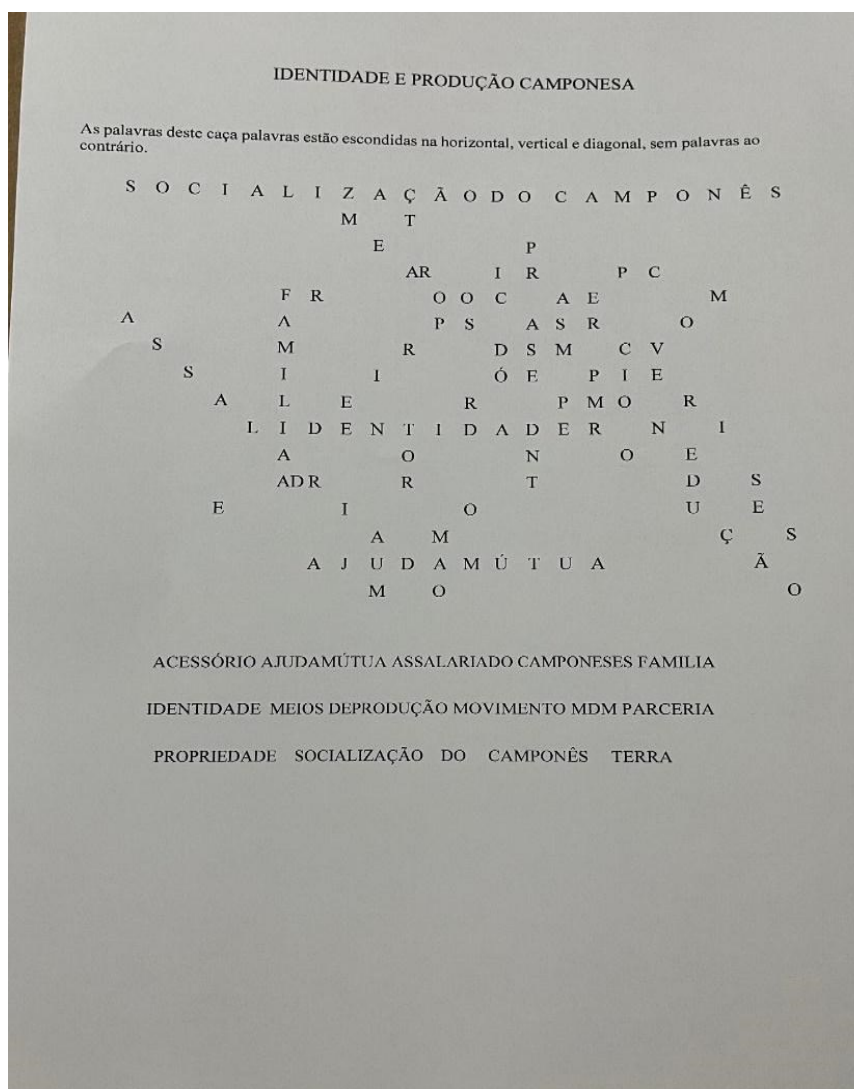 IDENTIDADE E PRODUÇÃO CAMPONESA
As palavras deste caça palavras estão escondidas na horizontal, vertical e diagonal, sem palavras ao
contrário.
S O C I A L I Z A Ç Ã O D O C A M P O N Ê S
M T
E P
AR I R P C
F R O O C A E M
A A P S A S R O
S M R D S M C V
S I I Ó E P I E
A L E R P M O R
L I D E N T I D A D E R N I
A O N O E
AD R R T D S
E I O U E
A M Ç S
A J U D A M Ú T U A Ã
M O O
ACESSÓRIO AJUDAMÚTUA ASSALARIADO CAMPONESES FAMILIA
IDENTIDADE MEIOS DEPRODUÇÃO MOVIMENTO MDM PARCERIA
PROPRIEDADE SOCIALIZAÇÃO DO CAMPONÊS TERRA